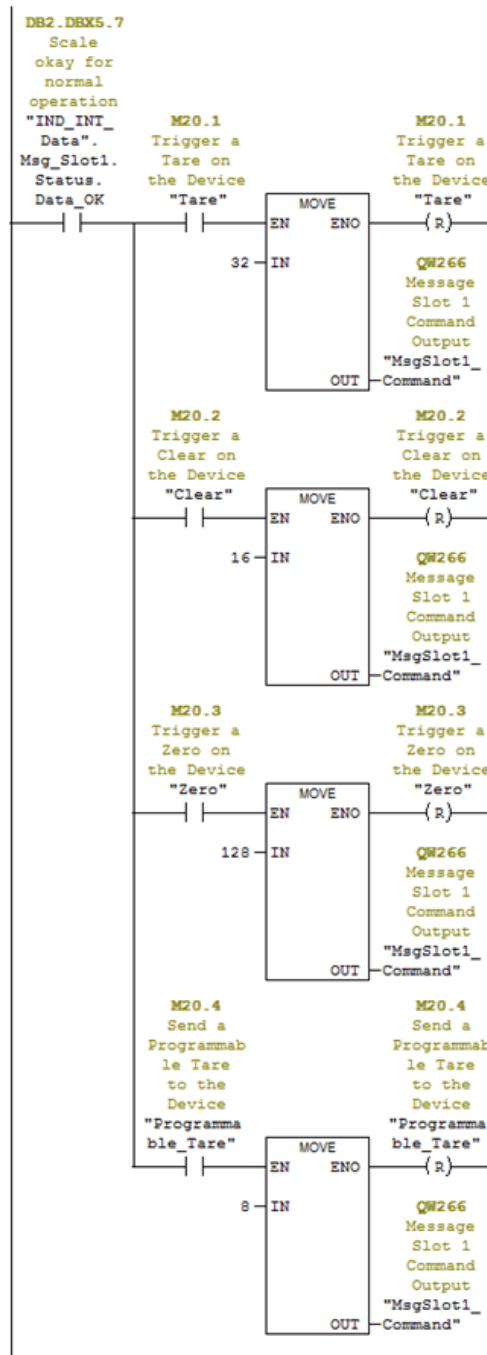 DB2.DBX5.7
Scale
okay for
normal
operation
"IND_INT_
Data".
Msg_Slot1.
Status.
Data_OK
M20.1
Trigger a
Tare on
the Device
"Tare"
MOVE
EN ENO
32 IN
OUT
M20.1
Trigger a
Tare on
the Device
"Tare"
(R)
QW266
Message
Slot 1
Command
Output
"MsgSlot1_
Command"
M20.2
Trigger a
Clear on
the Device
"Clear"
MOVE
EN ENO
16 IN
OUT
M20.2
Trigger a
Clear on
the Device
"Clear"
(R)
QW266
Message
Slot 1
Command
Output
"MsgSlot1_
Command"
M20.3
Trigger a
Zero on
the Device
"Zero"
MOVE
EN ENO
128 IN
OUT
M20.3
Trigger a
Zero on
the Device
"Zero"
(R)
QW266
Message
Slot 1
Command
Output
"MsgSlot1_
Command"
M20.4
Send a
Programmab
le Tare
to the
Device
"Programma
ble_Tare"
MOVE
EN ENO
8 IN
OUT
M20.4
Send a
Programmab
le Tare
to the
Device
"Programma
ble_Tare"
(R)
QW266
Message
Slot 1
Command
Output
"MsgSlot1_
Command"